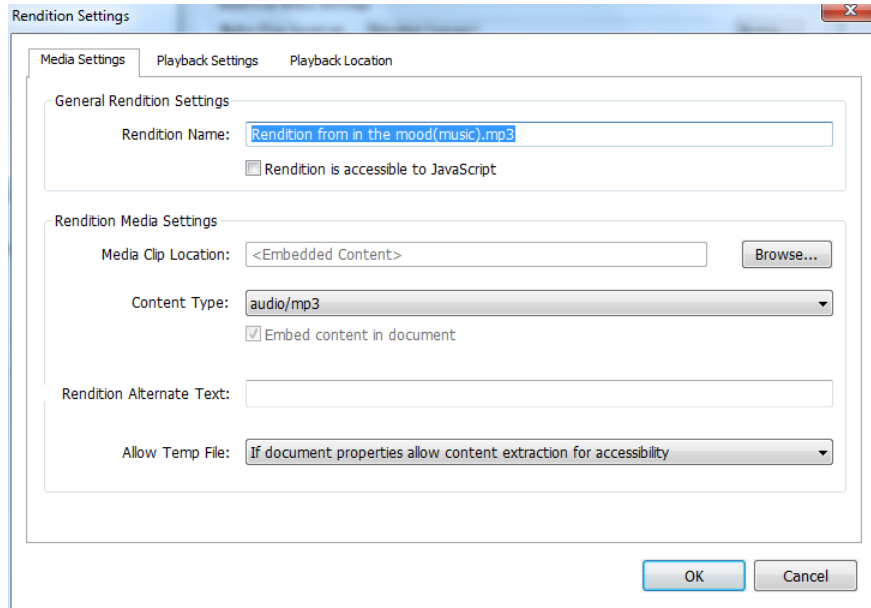 Rendition Settings
Media Settings Playback Settings Playback Location
General Rendition Settings
Rendition Name: Rendition from in the mood(music).mp3
Rendition is accessible to JavaScript
Rendition Media Settings
Media Clip Location: <Embedded Content> Browse...
Content Type: audio/mp3
Embed content in document
Rendition Alternate Text:
Allow Temp File: If document properties allow content extraction for accessibility
OK Cancel